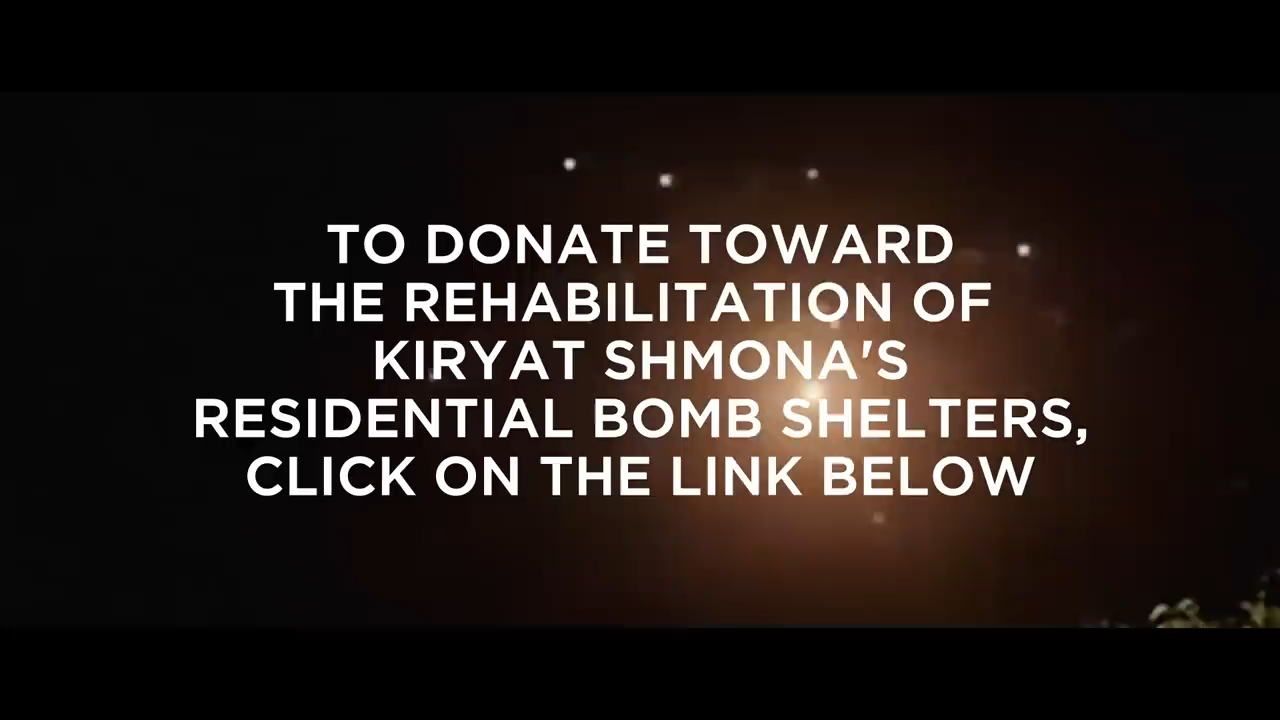 TO DONATE TOWARD
THE REHABILITATION OF
KIRYAT SHMONA'S
RESIDENTIAL BOMB SHELTERS,
CLICK ON THE LINK BELOW